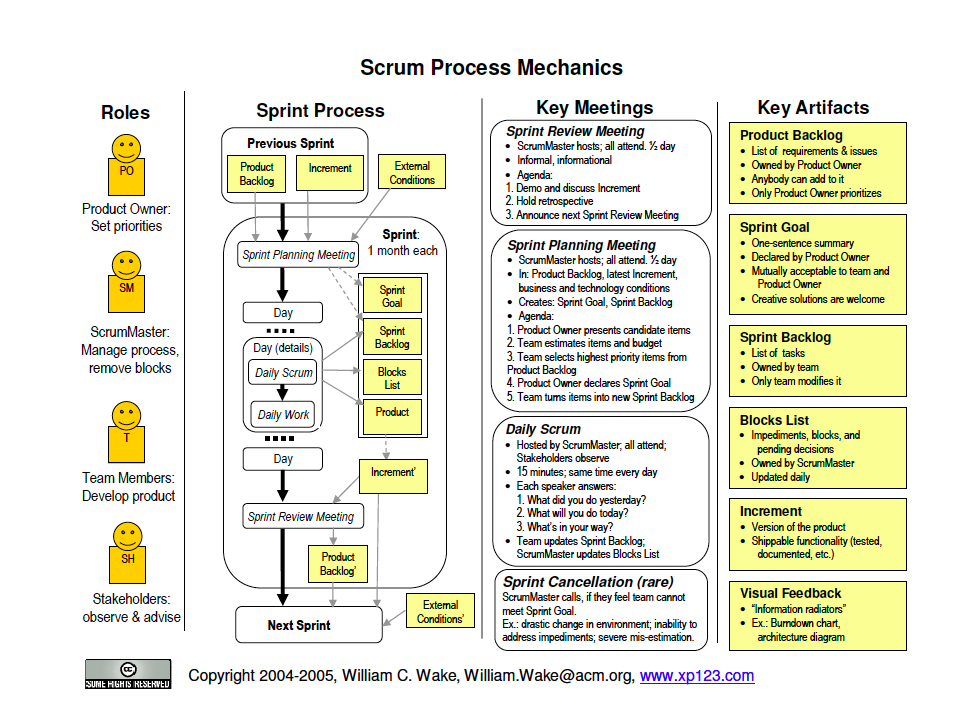 Scrum Process Mechanics
Roles
PO
Product Owner:
Set priorities
SM
ScrumMaster:
Manage process,
remove blocks
T
Team Members:
Develop product
SH
Stakeholders:
observe & advise
Sprint Process
Previous Sprint
Product
Backlog
Increment
External
Conditions
Sprint:
1 month each
Sprint Planning Meeting
Sprint
Goal
Day
Sprint
Backlog
Day (details)
Daily Scrum
Blocks
List
Daily Work
Product
Day
Increment'
Sprint Review Meeting
Product
Backlog'
External
Conditions'
Next Sprint
Key Meetings
Sprint Review Meeting
• ScrumMaster hosts; all attend. ½ day
• Informal, informational
• Agenda:
1. Demo and discuss Increment
2. Hold retrospective
3. Announce next Sprint Review Meeting
Sprint Planning Meeting
• ScrumMaster hosts; all attend. ½ day
• In: Product Backlog, latest Increment,
business and technology conditions
• Creates: Sprint Goal, Sprint Backlog
• Agenda:
1. Product Owner presents candidate items
2. Team estimates items and budget
3. Team selects highest priority items from
Product Backlog
4. Product Owner declares Sprint Goal
5. Team turns items into new Sprint Backlog
Daily Scrum
• Hosted by ScrumMaster; all attend;
Stakeholders observe
• 15 minutes; same time every day
• Each speaker answers:
1. What did you do yesterday?
2. What will you do today?
3. What's in your way?
• Team updates Sprint Backlog;
ScrumMaster updates Blocks List
Sprint Cancellation (rare)
ScrumMaster calls, if they feel team cannot
meet Sprint Goal.
Ex.: drastic change in environment; inability to
address impediments; severe mis-estimation.
Key Artifacts
Product Backlog
• List of requirements & issues
• Owned by Product Owner
• Anybody can add to it
• Only Product Owner prioritizes
Sprint Goal
• One-sentence summary
• Declared by Product Owner
• Mutually acceptable to team and
Product Owner
• Creative solutions are welcome
Sprint Backlog
• List of tasks
• Owned by team
• Only team modifies it
Blocks List
• Impediments, blocks, and
pending decisions
• Owned by ScrumMaster
• Updated daily
Increment
• Version of the product
• Shippable functionality (tested,
documented, etc.)
Visual Feedback
• "Information radiators"
• Ex.: Burndown chart,
architecture diagram
cc
SOME RIGHTS RESERVED
Copyright 2004-2005, William C. Wake, William.Wake@acm.org, www.xp123.com